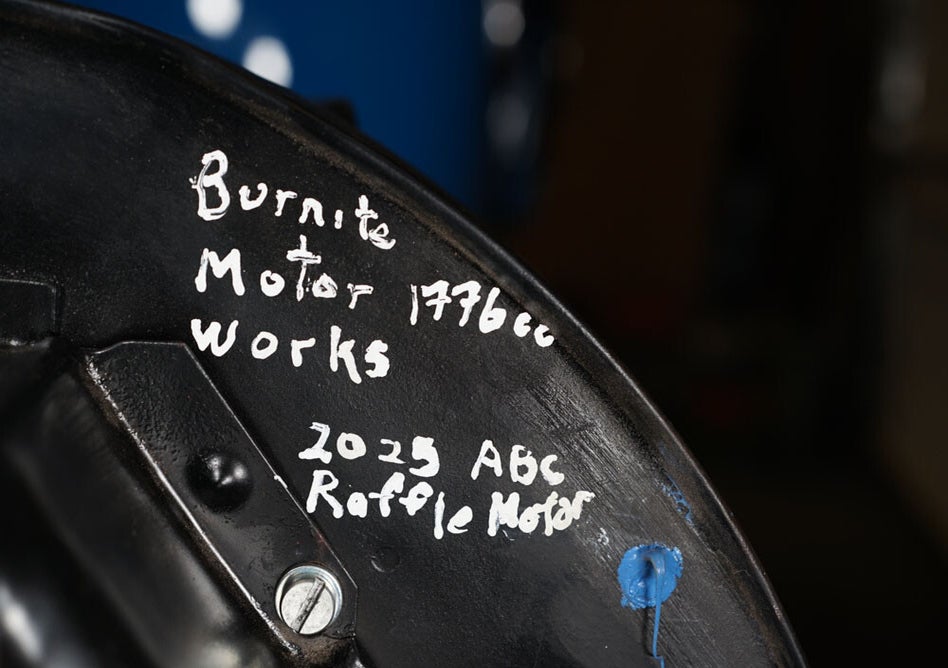 Burnite
Motor 1776cc
Works
2025 ABC
Raffle Motor